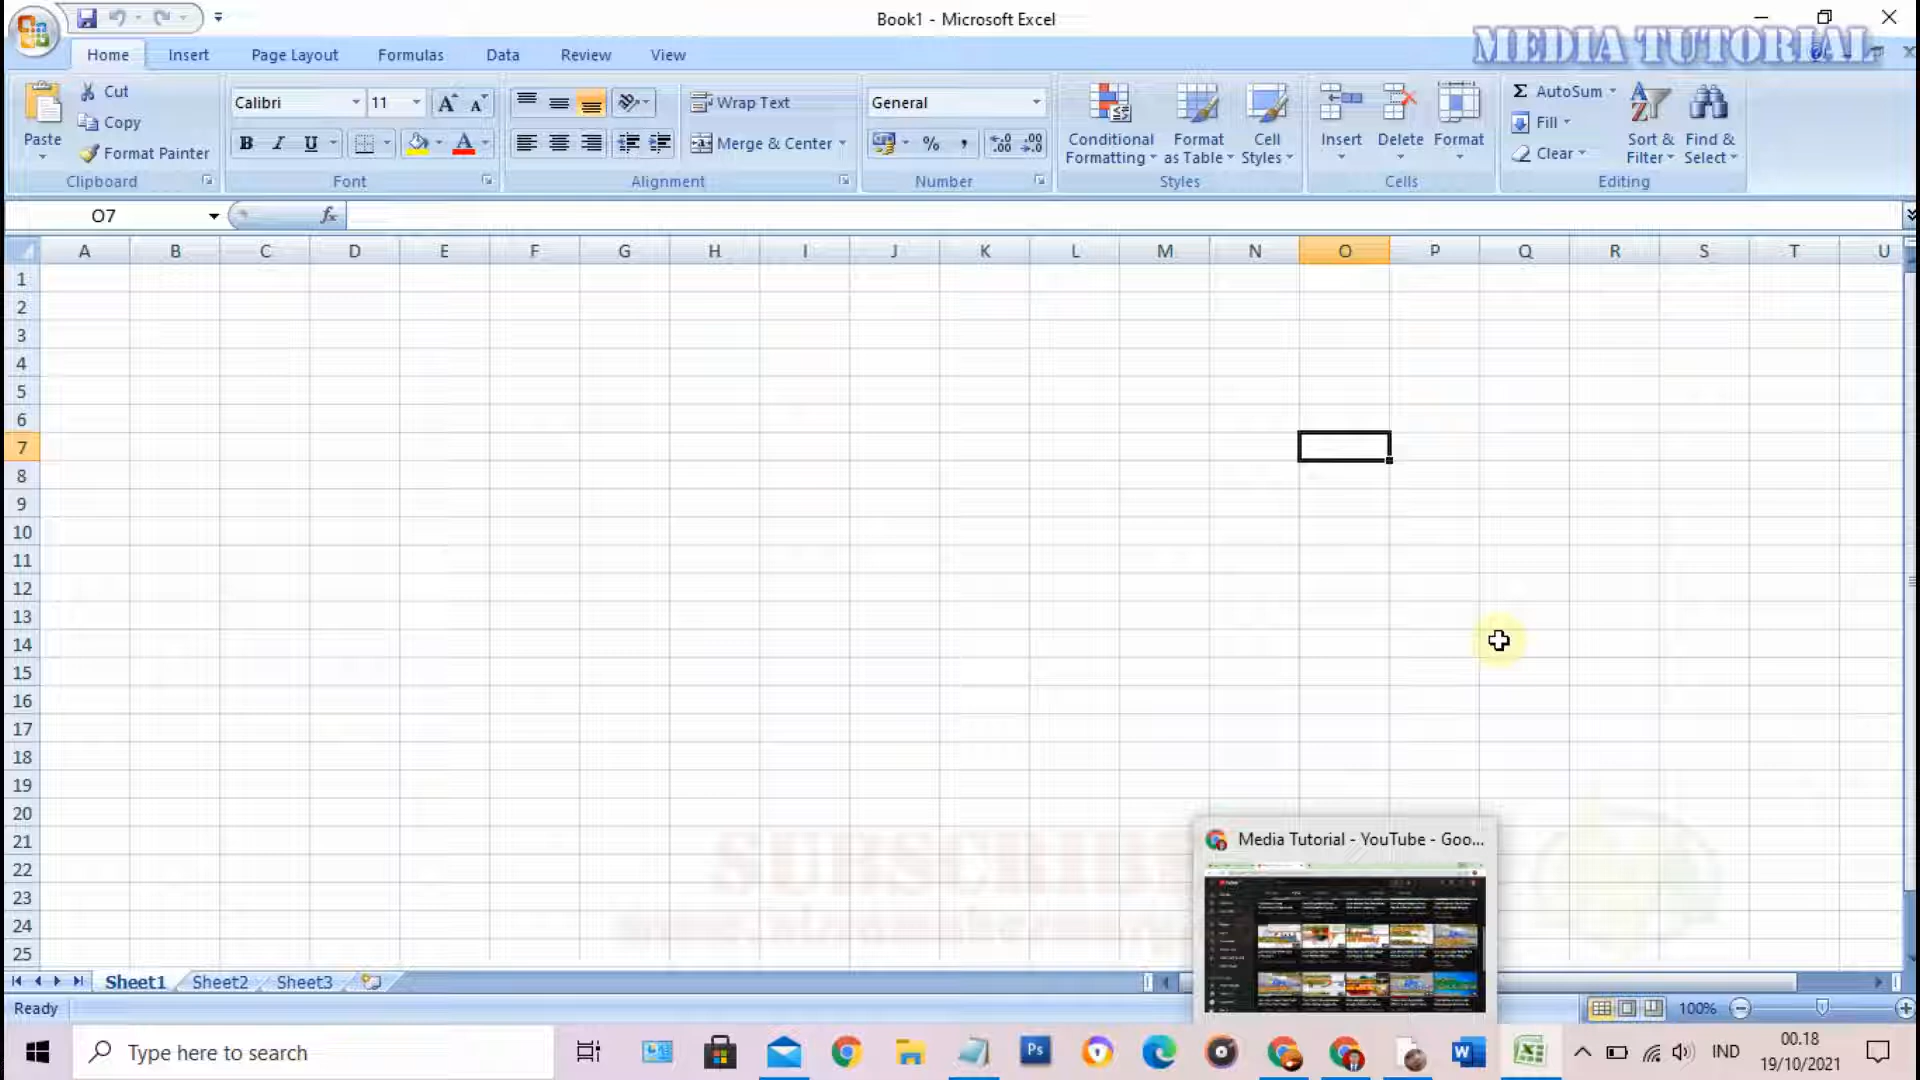 Book1 - Microsoft Excel
MEDIA TUTORIAL
Home Insert Page Layout Formulas Data Review View
Paste
Cut
Copy
Format Painter
Clipboard
Calibri 11
B I U
Font
Wrap Text
Merge & Center
Alignment
General
Number
Conditional Formatting
Format as Table
Cell Styles
Styles
Insert Delete Format
Cells
Σ AutoSum
Fill
Clear
Sort & Filter
Find & Select
Editing
O7 fx
A B C D E F G H I J K L M N O P Q R S T U
1
2
3
4
5
6
7
8
9
10
11
12
13
14
15
16
17
18
19
20
21
22
23
24
25
SUBSCRIBE
Media Tutorial - YouTube - Goo...
Sheet1 Sheet2 Sheet3
Ready 100%
Type here to search
Ps
IND
00.18
19/10/2021